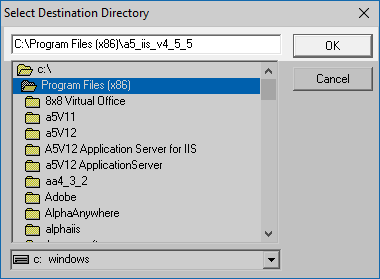 Select Destination Directory
C:\Program Files (x86)\a5_iis_v4_5_5
OK
Cancel
c:\
Program Files (x86)
8x8 Virtual Office
a5V11
a5V12
A5V12 Application Server for IIS
A5V12 ApplicationServer
aa4_3_2
Adobe
AlphaAnywhere
alphaiis
c: windows